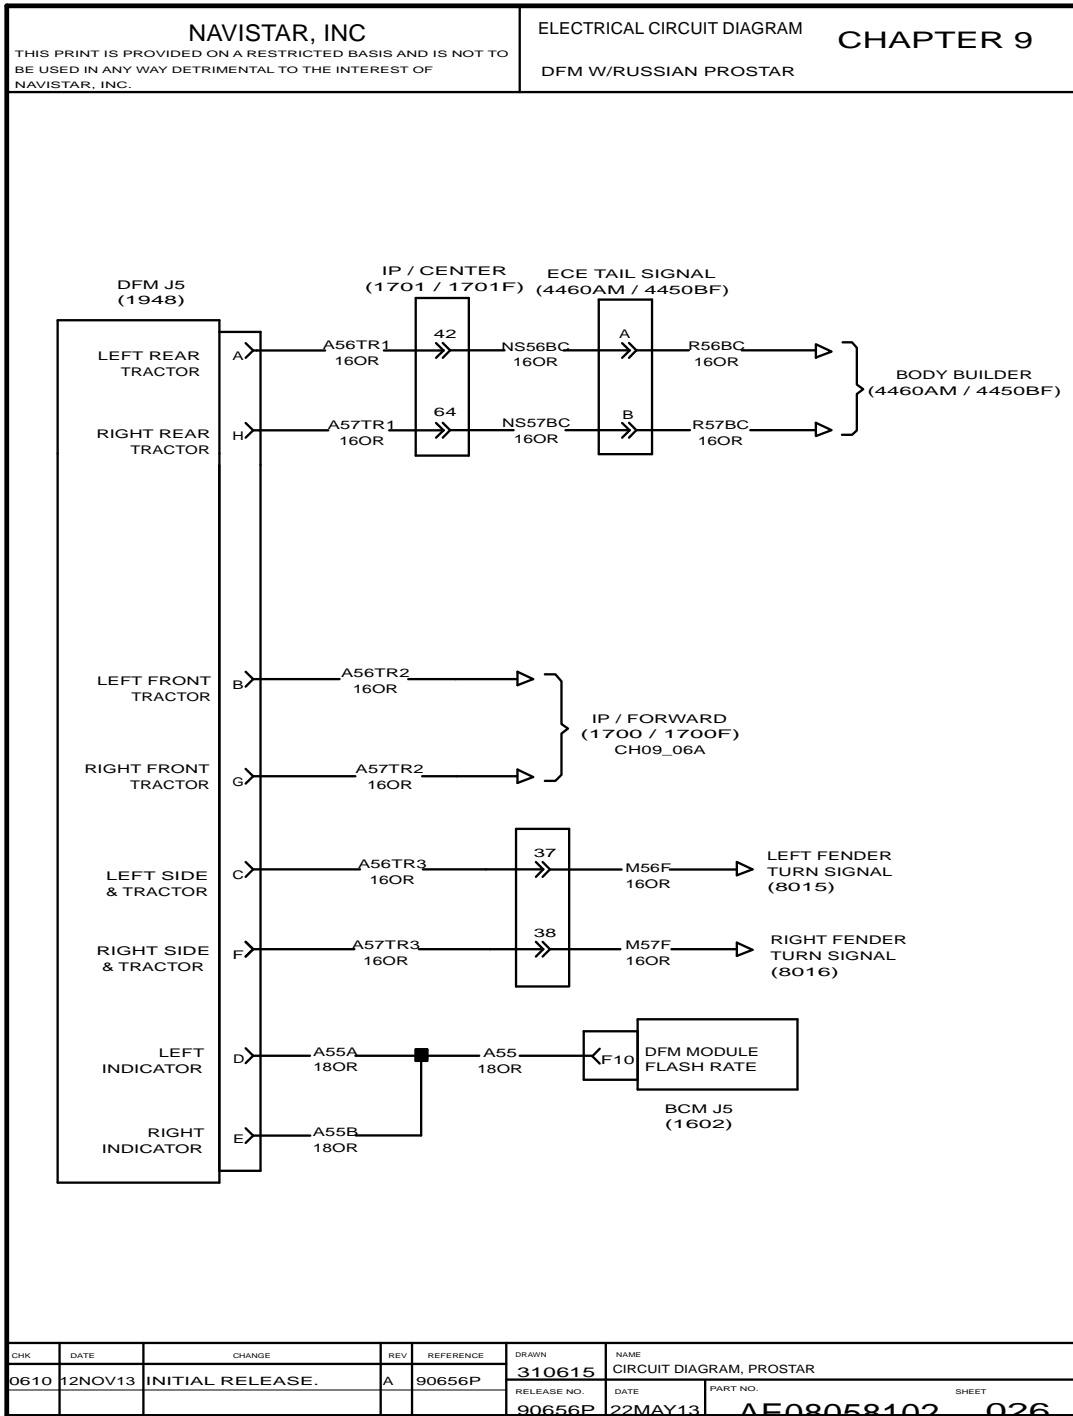 NAVISTAR, INC
THIS PRINT IS PROVIDED ON A RESTRICTED BASIS AND IS NOT TO
BE USED IN ANY WAY DETRIMENTAL TO THE INTEREST OF
NAVISTAR, INC.
ELECTRICAL CIRCUIT DIAGRAM
CHAPTER 9
DFM W/RUSSIAN PROSTAR
DFM J5
(1948)
IP / CENTER
(1701 / 1701F)
ECE TAIL SIGNAL
(4460AM / 4450BF)
LEFT REAR
TRACTOR
A
A56TR1
16OR
42
NS56BC
16OR
A
R56BC
16OR
RIGHT REAR
TRACTOR
H
A57TR1
16OR
64
NS57BC
16OR
B
R57BC
16OR
BODY BUILDER
(4460AM / 4450BF)
LEFT FRONT
TRACTOR
B
A56TR2
16OR
RIGHT FRONT
TRACTOR
G
A57TR2
16OR
IP / FORWARD
(1700 / 1700F)
CH09_06A
LEFT SIDE
& TRACTOR
C
A56TR3
16OR
37
M56F
16OR
LEFT FENDER
TURN SIGNAL
(8015)
RIGHT SIDE
& TRACTOR
F
A57TR3
16OR
38
M57F
16OR
RIGHT FENDER
TURN SIGNAL
(8016)
LEFT
INDICATOR
D
A55A
18OR
A55
18OR
F10
DFM MODULE
FLASH RATE
BCM J5
(1602)
RIGHT
INDICATOR
E
A55B
18OR
CHK
DATE
CHANGE
REV
REFERENCE
0610
12NOV13
INITIAL RELEASE.
A
90656P
DRAWN
310615
NAME
CIRCUIT DIAGRAM, PROSTAR
RELEASE NO.
90656P
DATE
22MAY13
PART NO.
AE08058102
SHEET
026